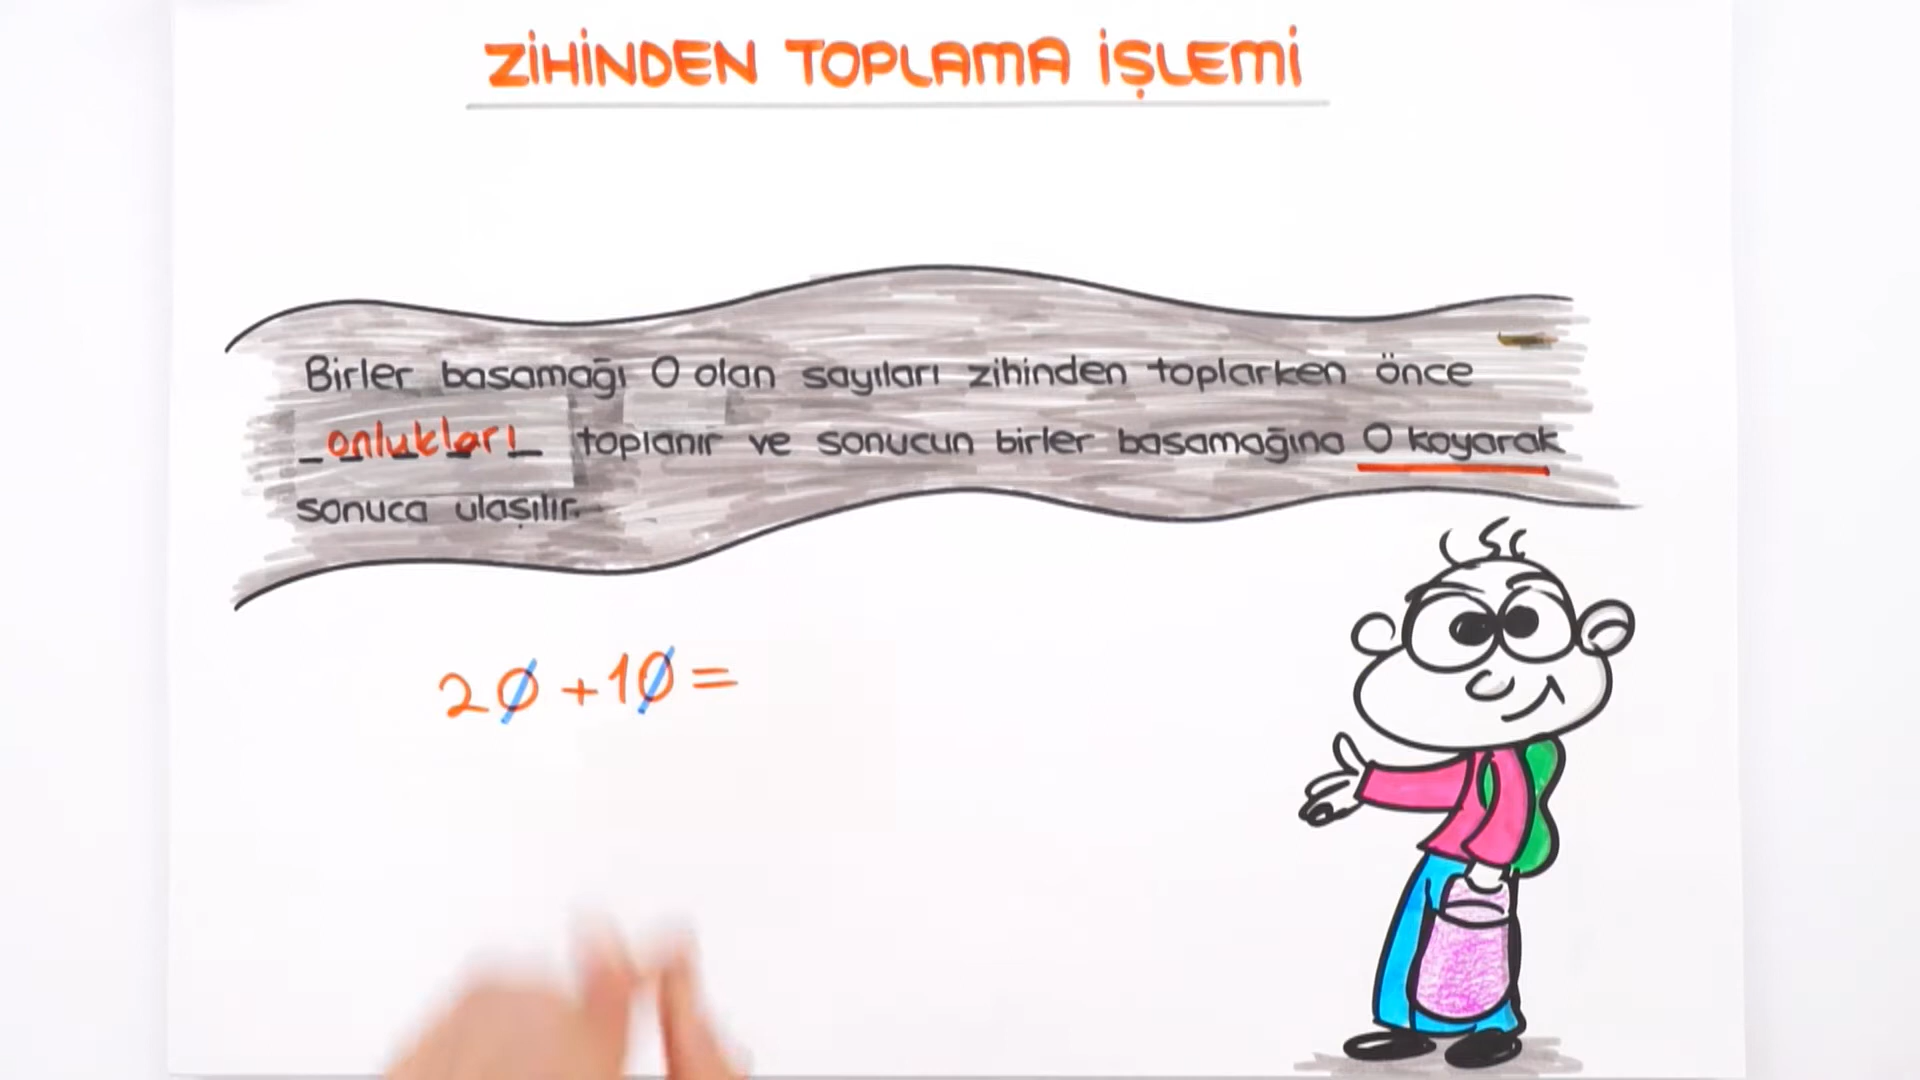 ZİHİNDEN TOPLAMA İŞLEMİ
Birler basamağı 0 olan sayıları zihinden toplarken önce
onlukları toplanır ve sonucun birler basamağına 0 koyarak
sonuca ulaşılır.
20 + 10 =